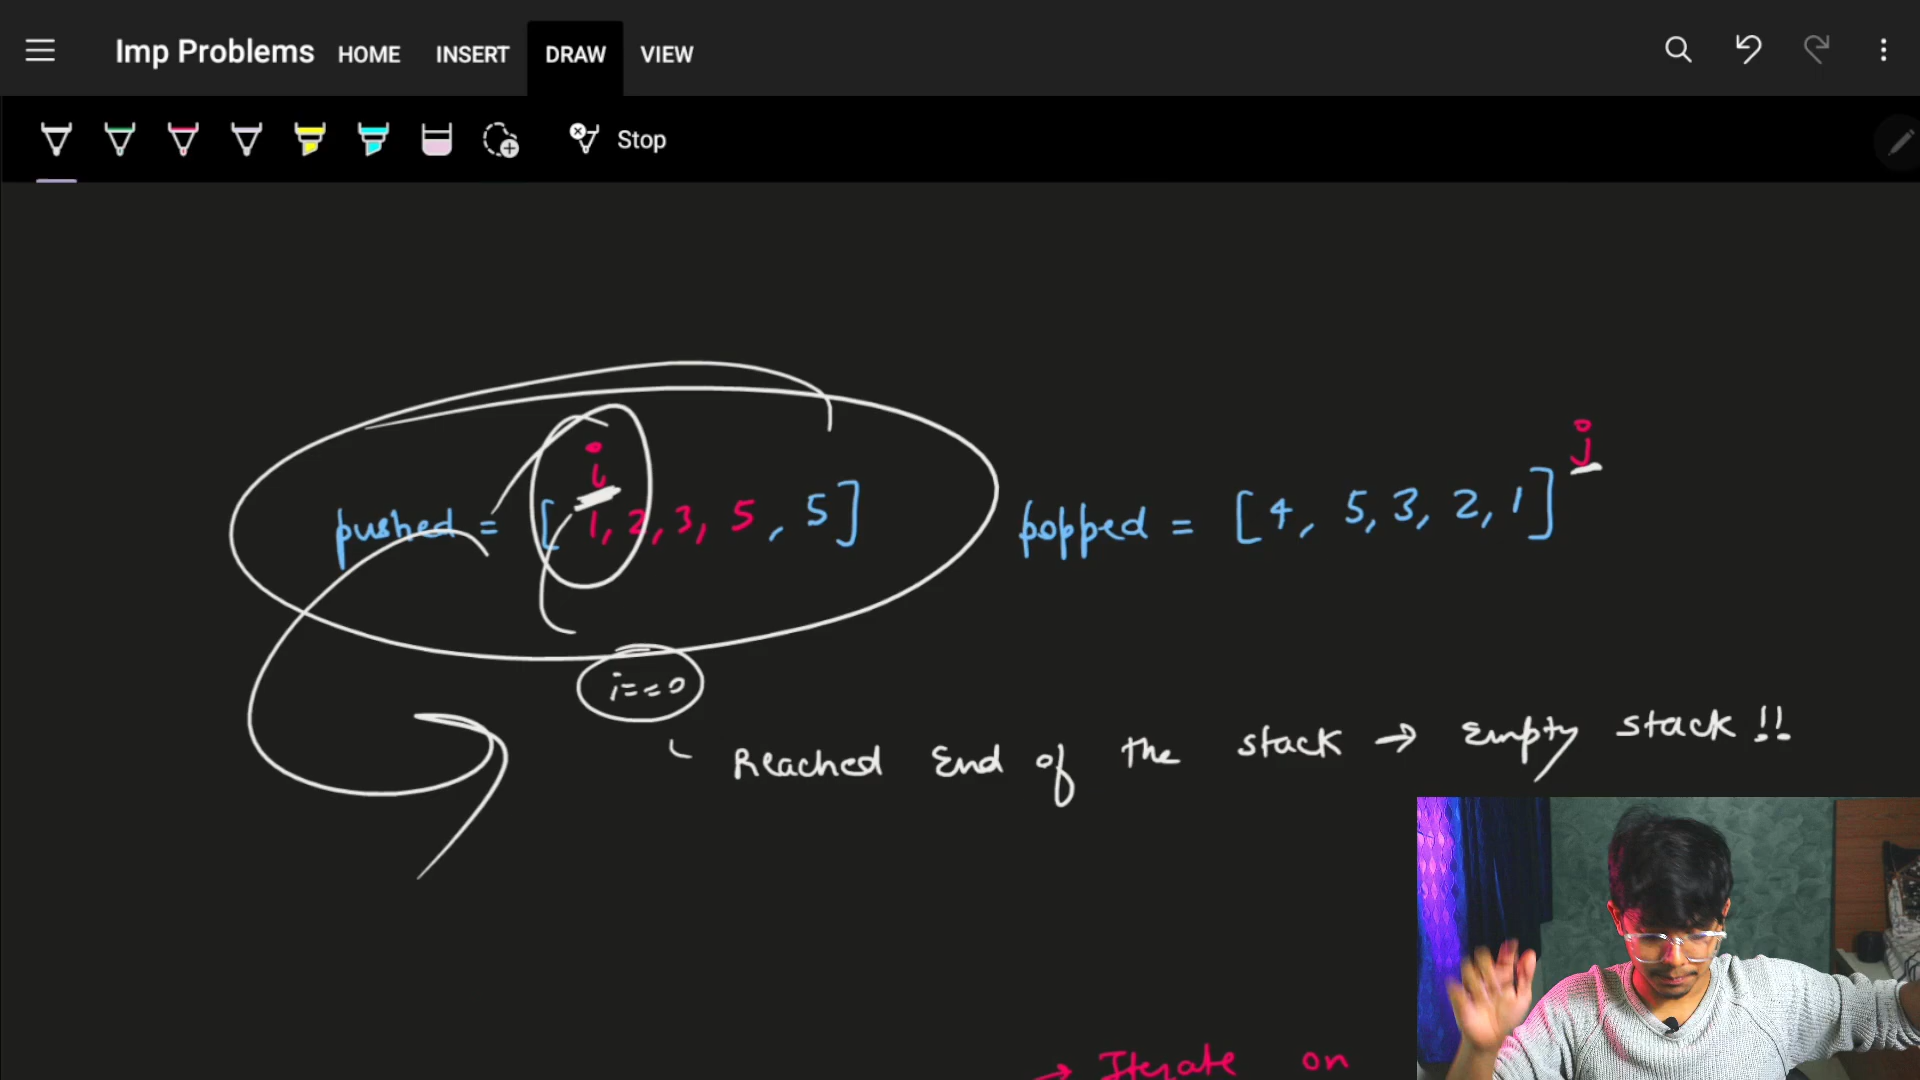 Imp Problems HOME INSERT DRAW VIEW
Stop
i j
pushed = [ 1, 2, 3, 5 , 5] popped = [4, 5, 3, 2, 1]
i==0
Reached End of the stack → Empty stack !!
→ Iterate on